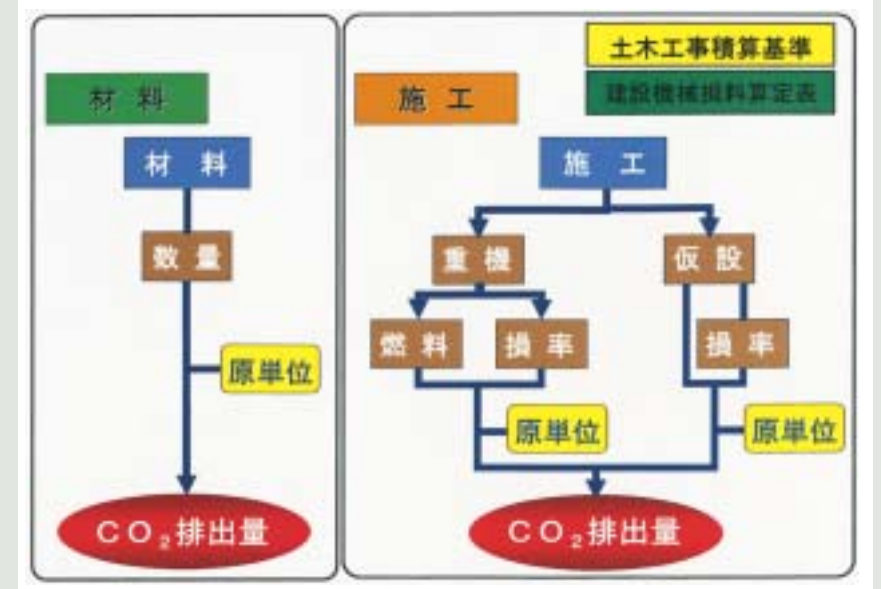 材料
材料
数量
原単位
CO₂排出量
土木工事積算基準
建設機械損料算定表
施工
施工
重機
仮設
燃料
損率
損率
原単位
原単位
CO₂排出量